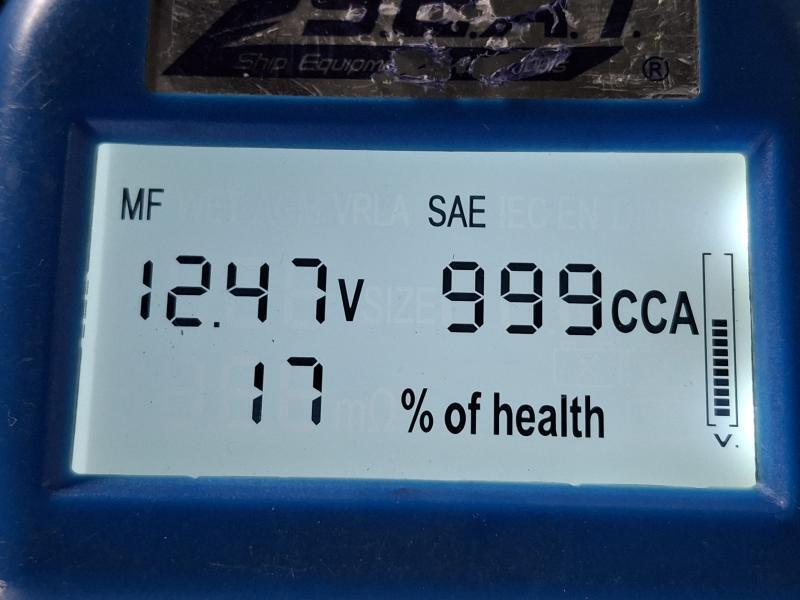 Ship Equipm
®
MF SAE
12.47V 999CCA
17 % of health
V.